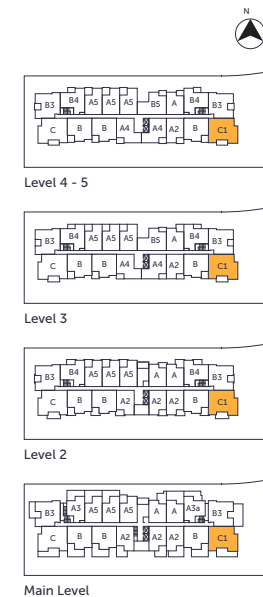 N
B3 B4 A5 A5 A5 B5 A B4 B3
C B B A4 A4 A2 B C1
Level 4 - 5
B3 B4 A5 A5 A5 B5 A B4 B3
C B B A4 A4 A2 B C1
Level 3
B3 B4 A5 A5 A5 A A B4 B3
C B B A2 A2 A2 B C1
Level 2
B3 A3 A5 A5 A5 A A A3a B3
C B B A2 A2 A2 B C1
Main Level